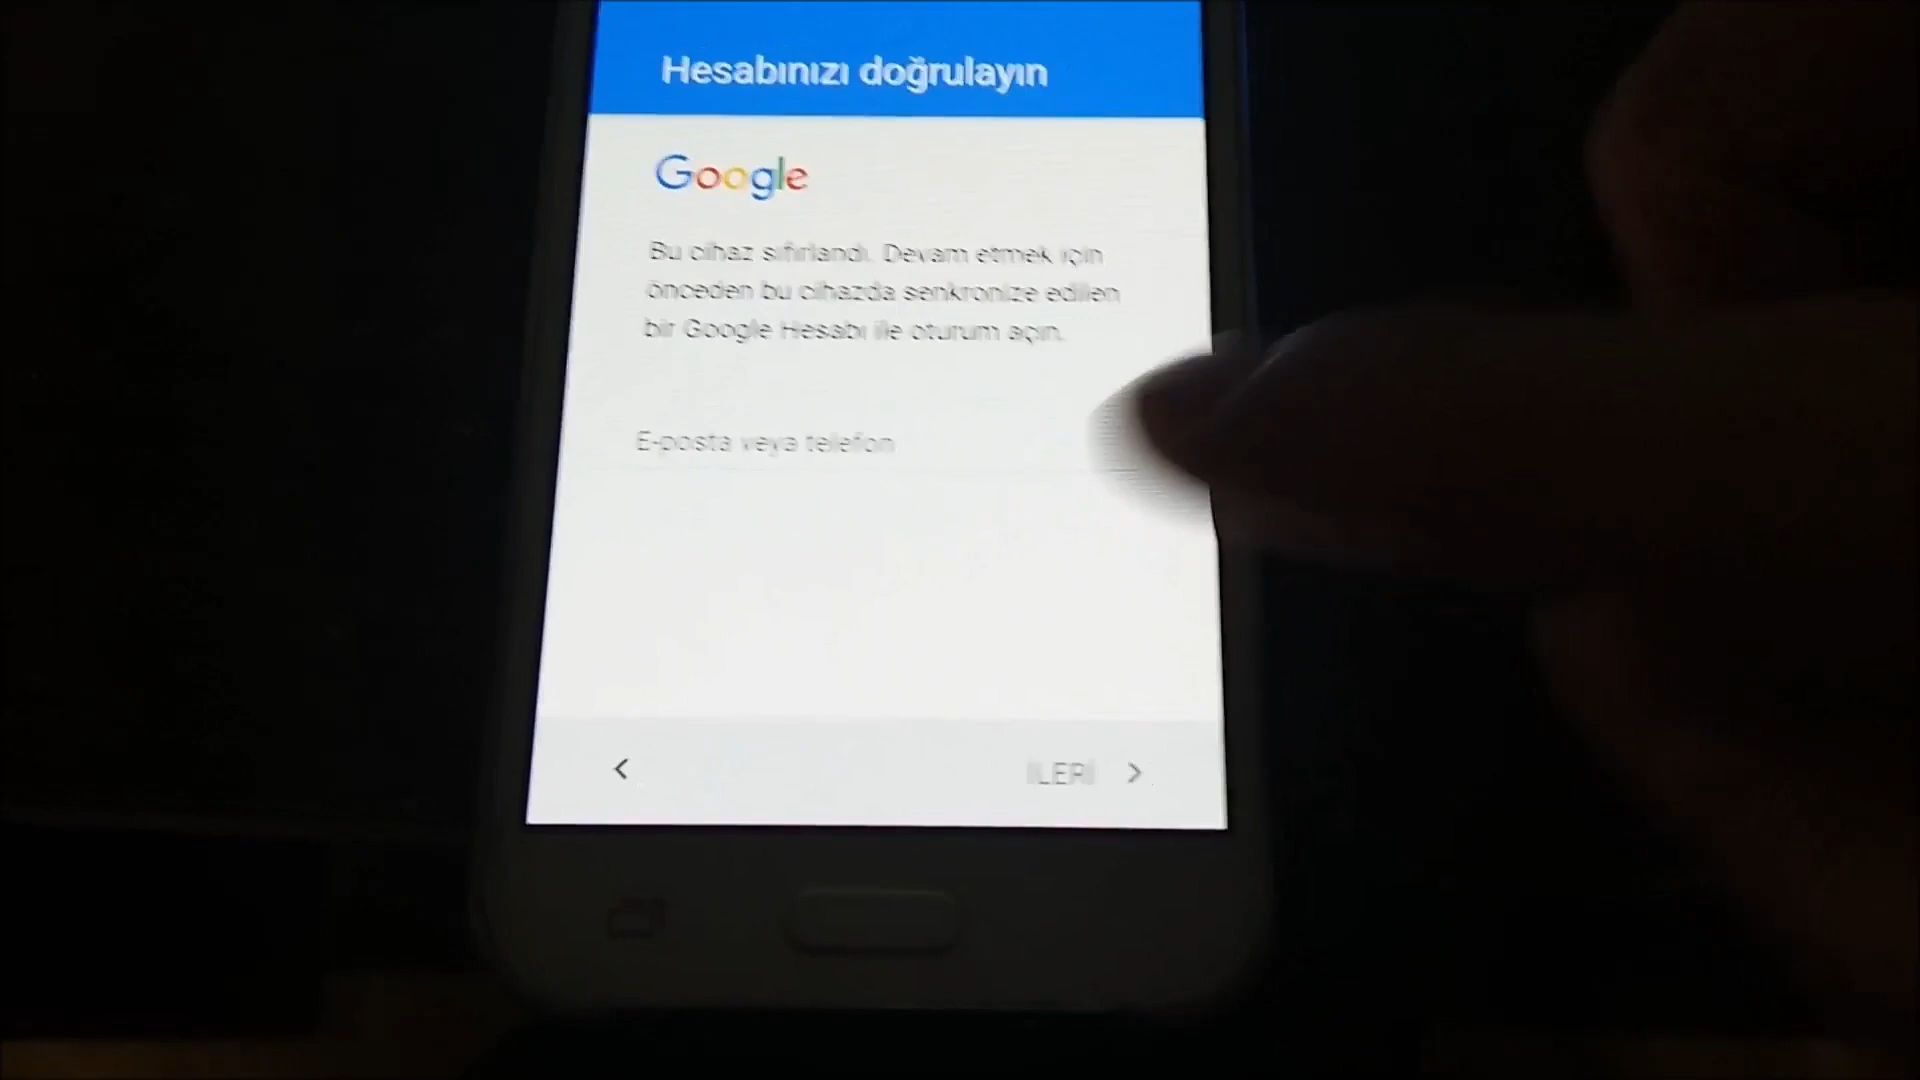 Hesabınızı doğrulayın
Google
Bu cihaz sıfırlandı. Devam etmek için
önceden bu cihazda senkronize edilen
bir Google Hesabı ile oturum açın.
E-posta veya telefon
İLERİ